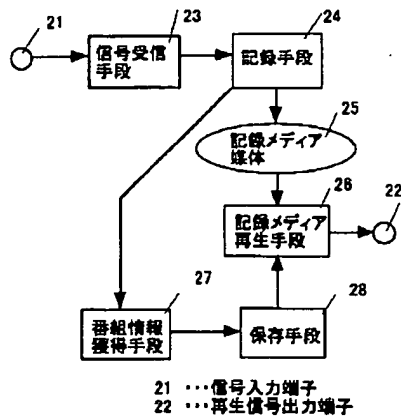 21
23
24
信号受信
手段
記録手段
25
記録メディア
媒体
26
22
記録メディア
再生手段
27
28
番組情報
獲得手段
保存手段
21 ･･･信号入力端子
22 ･･･再生信号出力端子